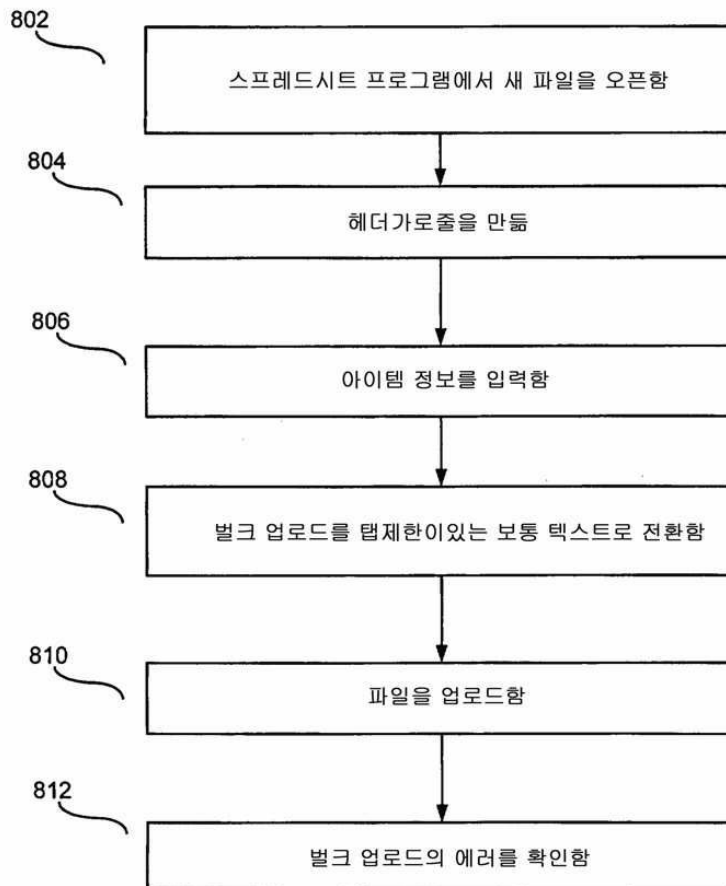 802
스프레드시트 프로그램에서 새 파일을 오픈함
804
헤더가로줄을 만듦
806
아이템 정보를 입력함
808
벌크 업로드를 탭제한이있는 보통 텍스트로 전환함
810
파일을 업로드함
812
벌크 업로드의 에러를 확인함